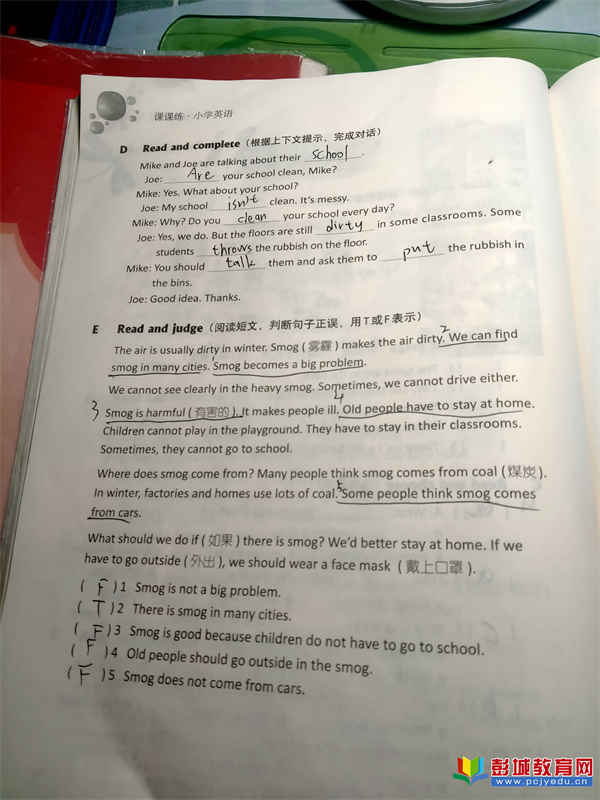 课课练·小学英语
D Read and complete（根据上下文提示，完成对话）
Mike and Joe are talking about their school.
Joe: Are your school clean, Mike?
Mike: Yes. What about your school?
Joe: My school isn't clean. It's messy.
Mike: Why? Do you clean your school every day?
Joe: Yes, we do. But the floors are still dirty in some classrooms. Some
students throws the rubbish on the floor.
Mike: You should talk them and ask them to put the rubbish in
the bins.
Joe: Good idea. Thanks.
E Read and judge（阅读短文，判断句子正误，用T或F表示）
The air is usually dirty in winter. Smog (雾霾) makes the air dirty. 2 We can find
smog in many cities. 1 Smog becomes a big problem.
We cannot see clearly in the heavy smog. Sometimes, we cannot drive either.
3 Smog is harmful (有害的). It makes people ill. 4 Old people have to stay at home.
Children cannot play in the playground. They have to stay in their classrooms.
Sometimes, they cannot go to school.
Where does smog come from? Many people think smog comes from coal (煤炭).
In winter, factories and homes use lots of coal. 5 Some people think smog comes
from cars.
What should we do if (如果) there is smog? We'd better stay at home. If we
have to go outside (外出), we should wear a face mask (戴上口罩).
( F ) 1 Smog is not a big problem.
( T ) 2 There is smog in many cities.
( F ) 3 Smog is good because children do not have to go to school.
( F ) 4 Old people should go outside in the smog.
( F ) 5 Smog does not come from cars.
彭城教育网
www.pcjyedu.cn